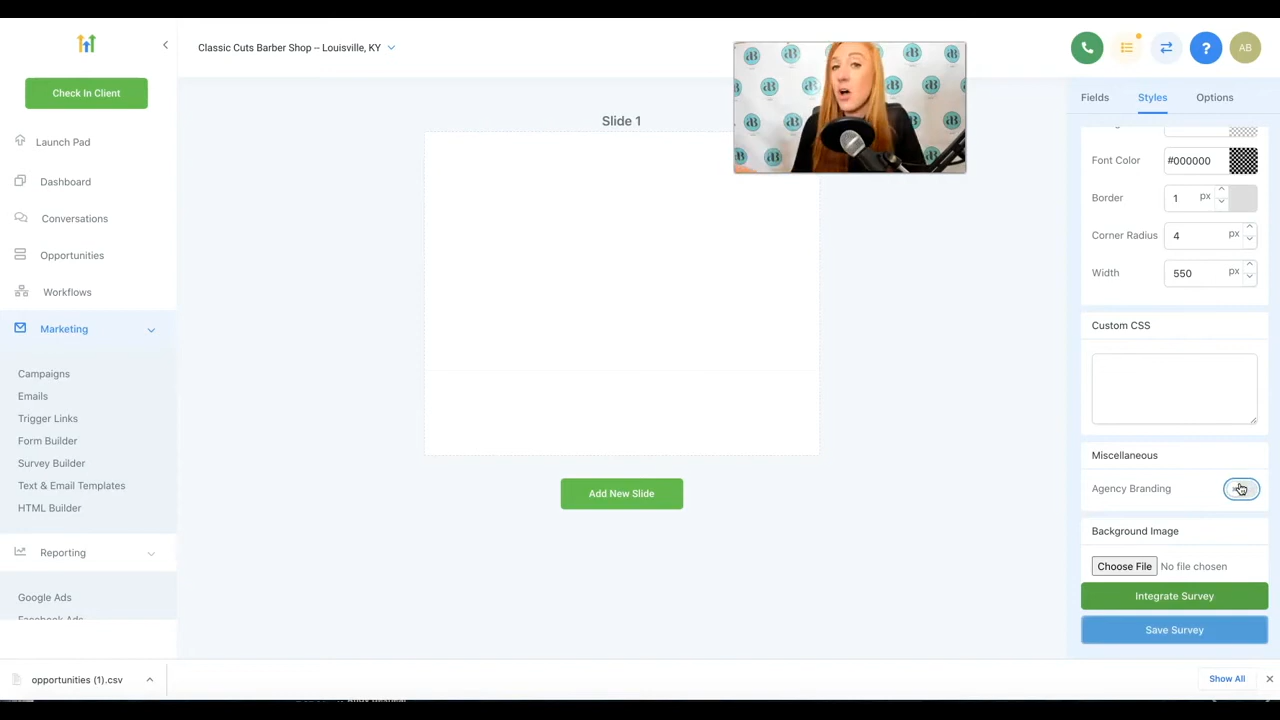 Classic Cuts Barber Shop -- Louisville, KY
AB
Check In Client
Launch Pad
Dashboard
Conversations
Opportunities
Workflows
Marketing
Campaigns
Emails
Trigger Links
Form Builder
Survey Builder
Text & Email Templates
HTML Builder
Reporting
Google Ads
Facebook Ads
Slide 1
Add New Slide
Fields
Styles
Options
Font Color
#000000
Border
1
px
Corner Radius
4
px
Width
550
px
Custom CSS
Miscellaneous
Agency Branding
Background Image
Choose File
No file chosen
Integrate Survey
Save Survey
opportunities (1).csv
Show All